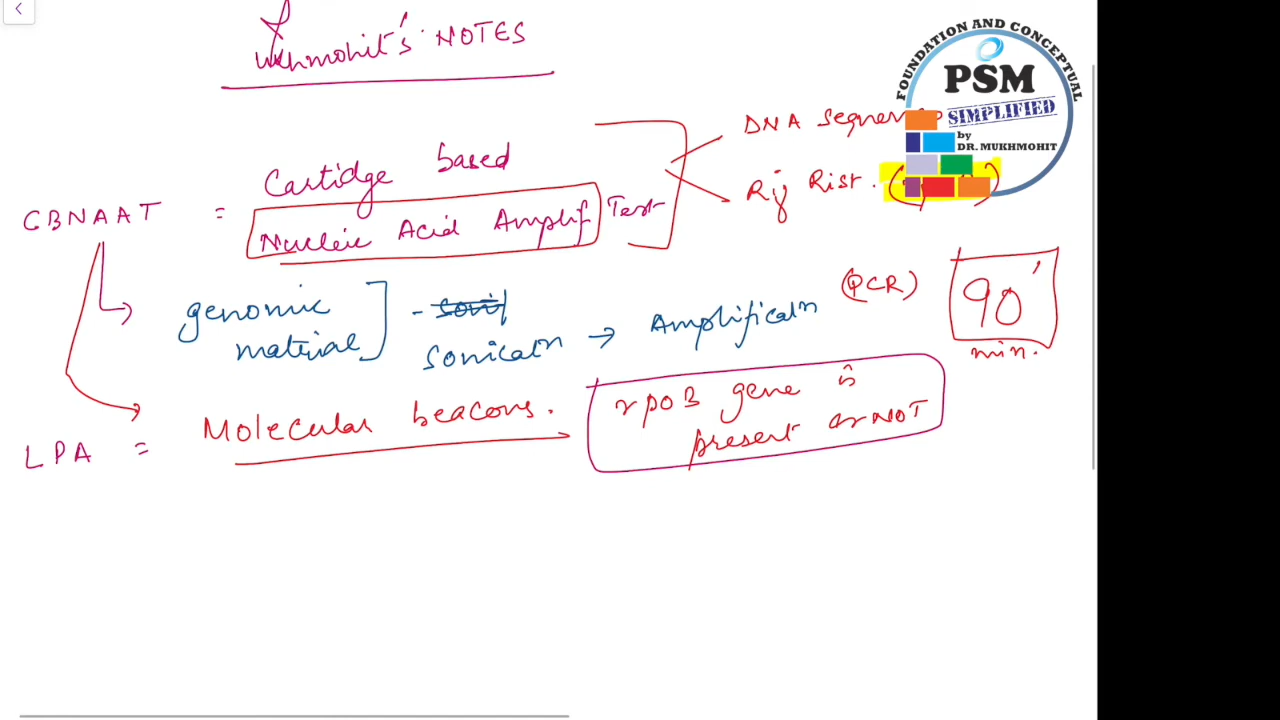 Mukhmohit's NOTES
FOUNDATION AND CONCEPTUAL
PSM
SIMPLIFIED
by
DR. MUKHMOHIT
DNA Sequen
Rif Rist.
CBNAAT = Cartidge based
Nucleic Acid Amplif Test
genomic
material
Sonicatn → Amplificatn
(PCR)
90'
min.
LPA = Molecular beacons.
rpoB gene is
present or NOT